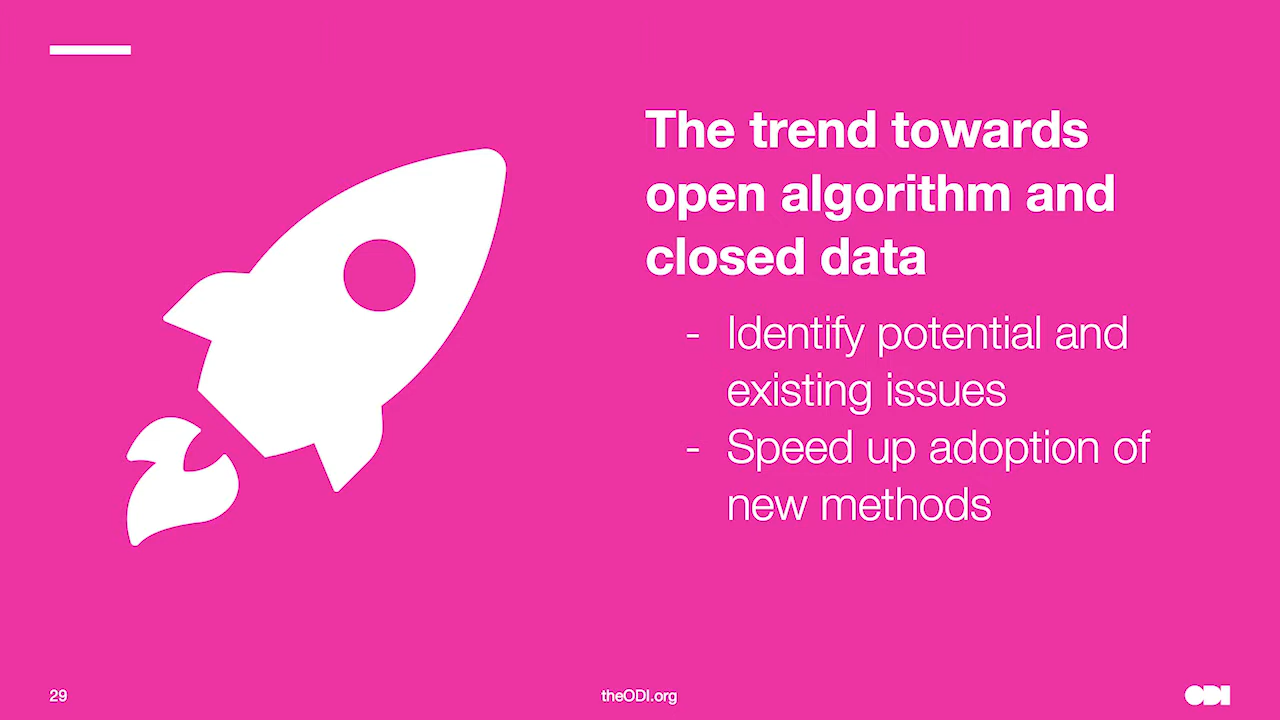 The trend towards
open algorithm and
closed data
- Identify potential and
existing issues
- Speed up adoption of
new methods
29
theODI.org
ODI